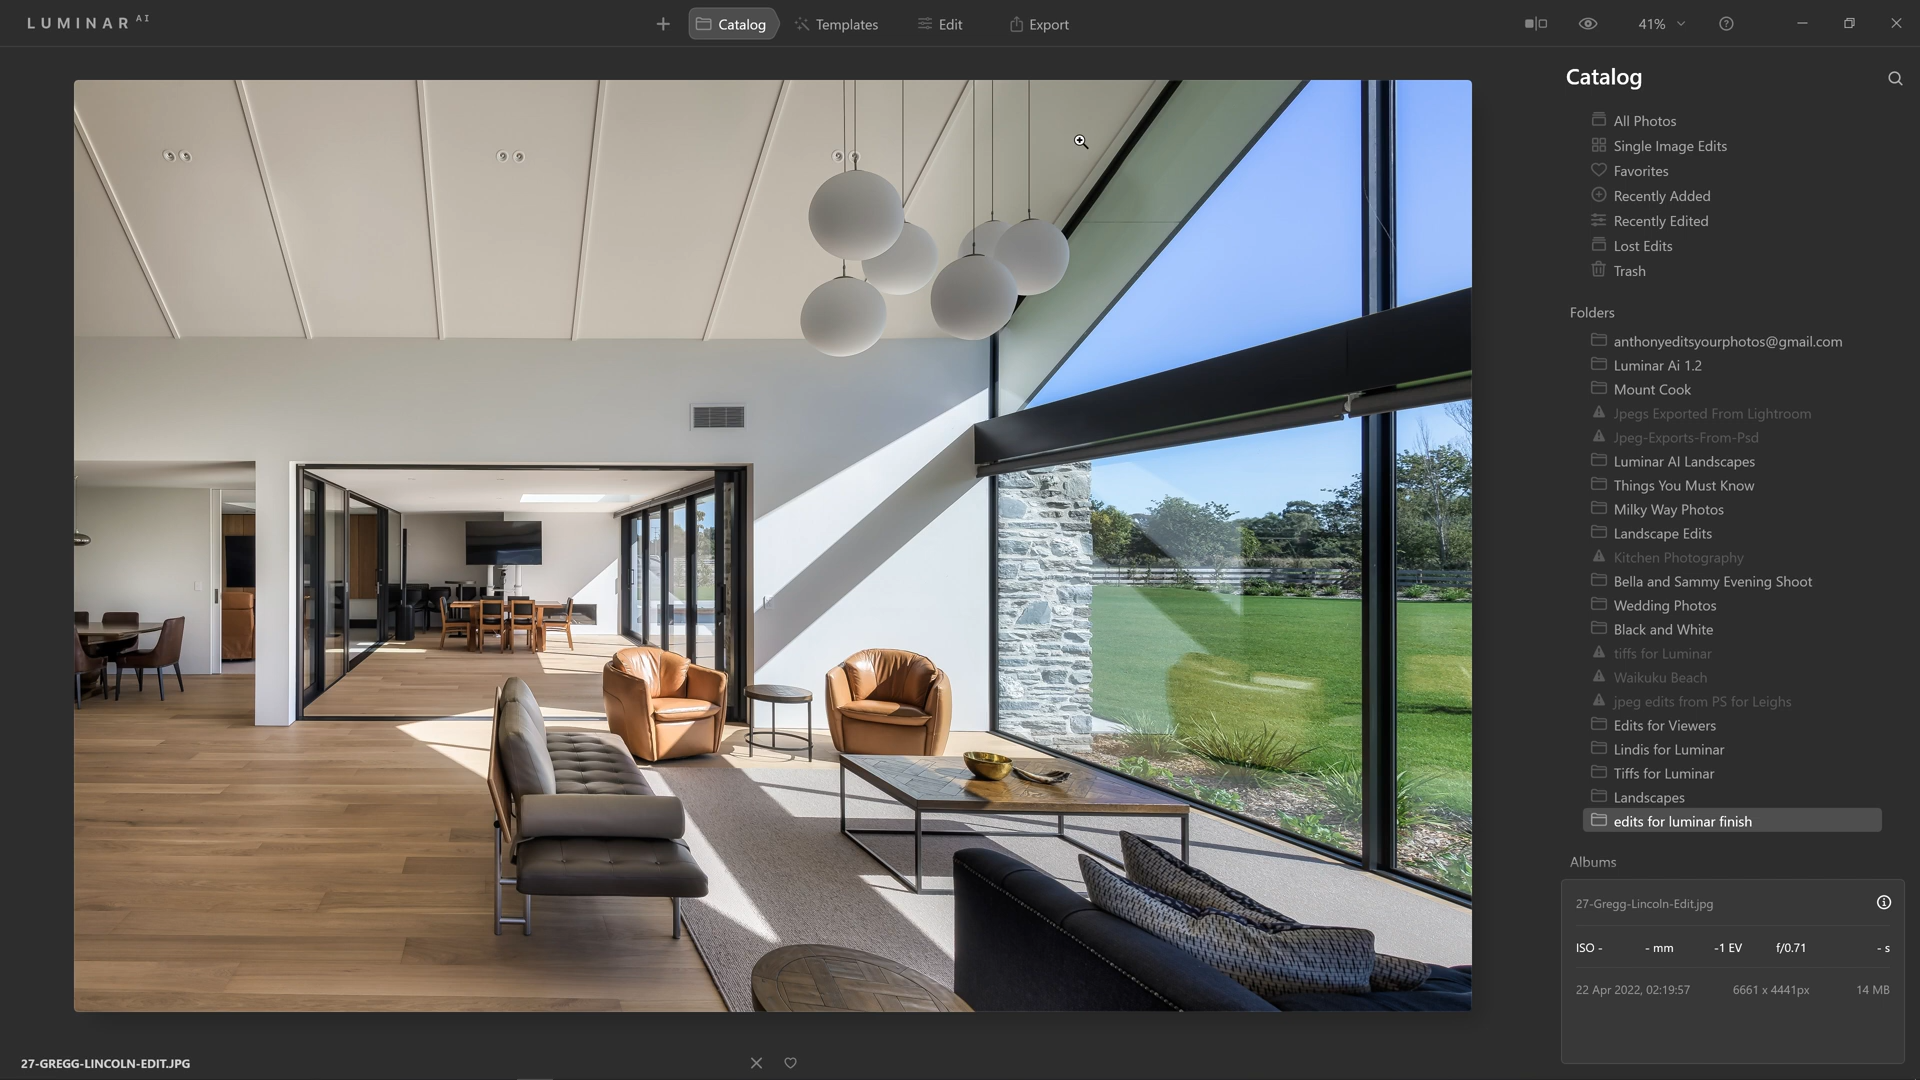 LUMINAR AI
Catalog
Templates
Edit
Export
41%
Catalog
All Photos
Single Image Edits
Favorites
Recently Added
Recently Edited
Lost Edits
Trash
Folders
anthonyeditsyourphotos@gmail.com
Luminar Ai 1.2
Mount Cook
Jpegs Exported From Lightroom
Jpeg-Exports-From-Psd
Luminar AI Landscapes
Things You Must Know
Milky Way Photos
Landscape Edits
Kitchen Photography
Bella and Sammy Evening Shoot
Wedding Photos
Black and White
tiffs for Luminar
Waikuku Beach
jpeg edits from PS for Leighs
Edits for Viewers
Lindis for Luminar
Tiffs for Luminar
Landscapes
edits for luminar finish
Albums
27-Gregg-Lincoln-Edit.jpg
ISO - - mm -1 EV f/0.71 - s
22 Apr 2022, 02:19:57 6661 x 4441px 14 MB
27-GREGG-LINCOLN-EDIT.JPG